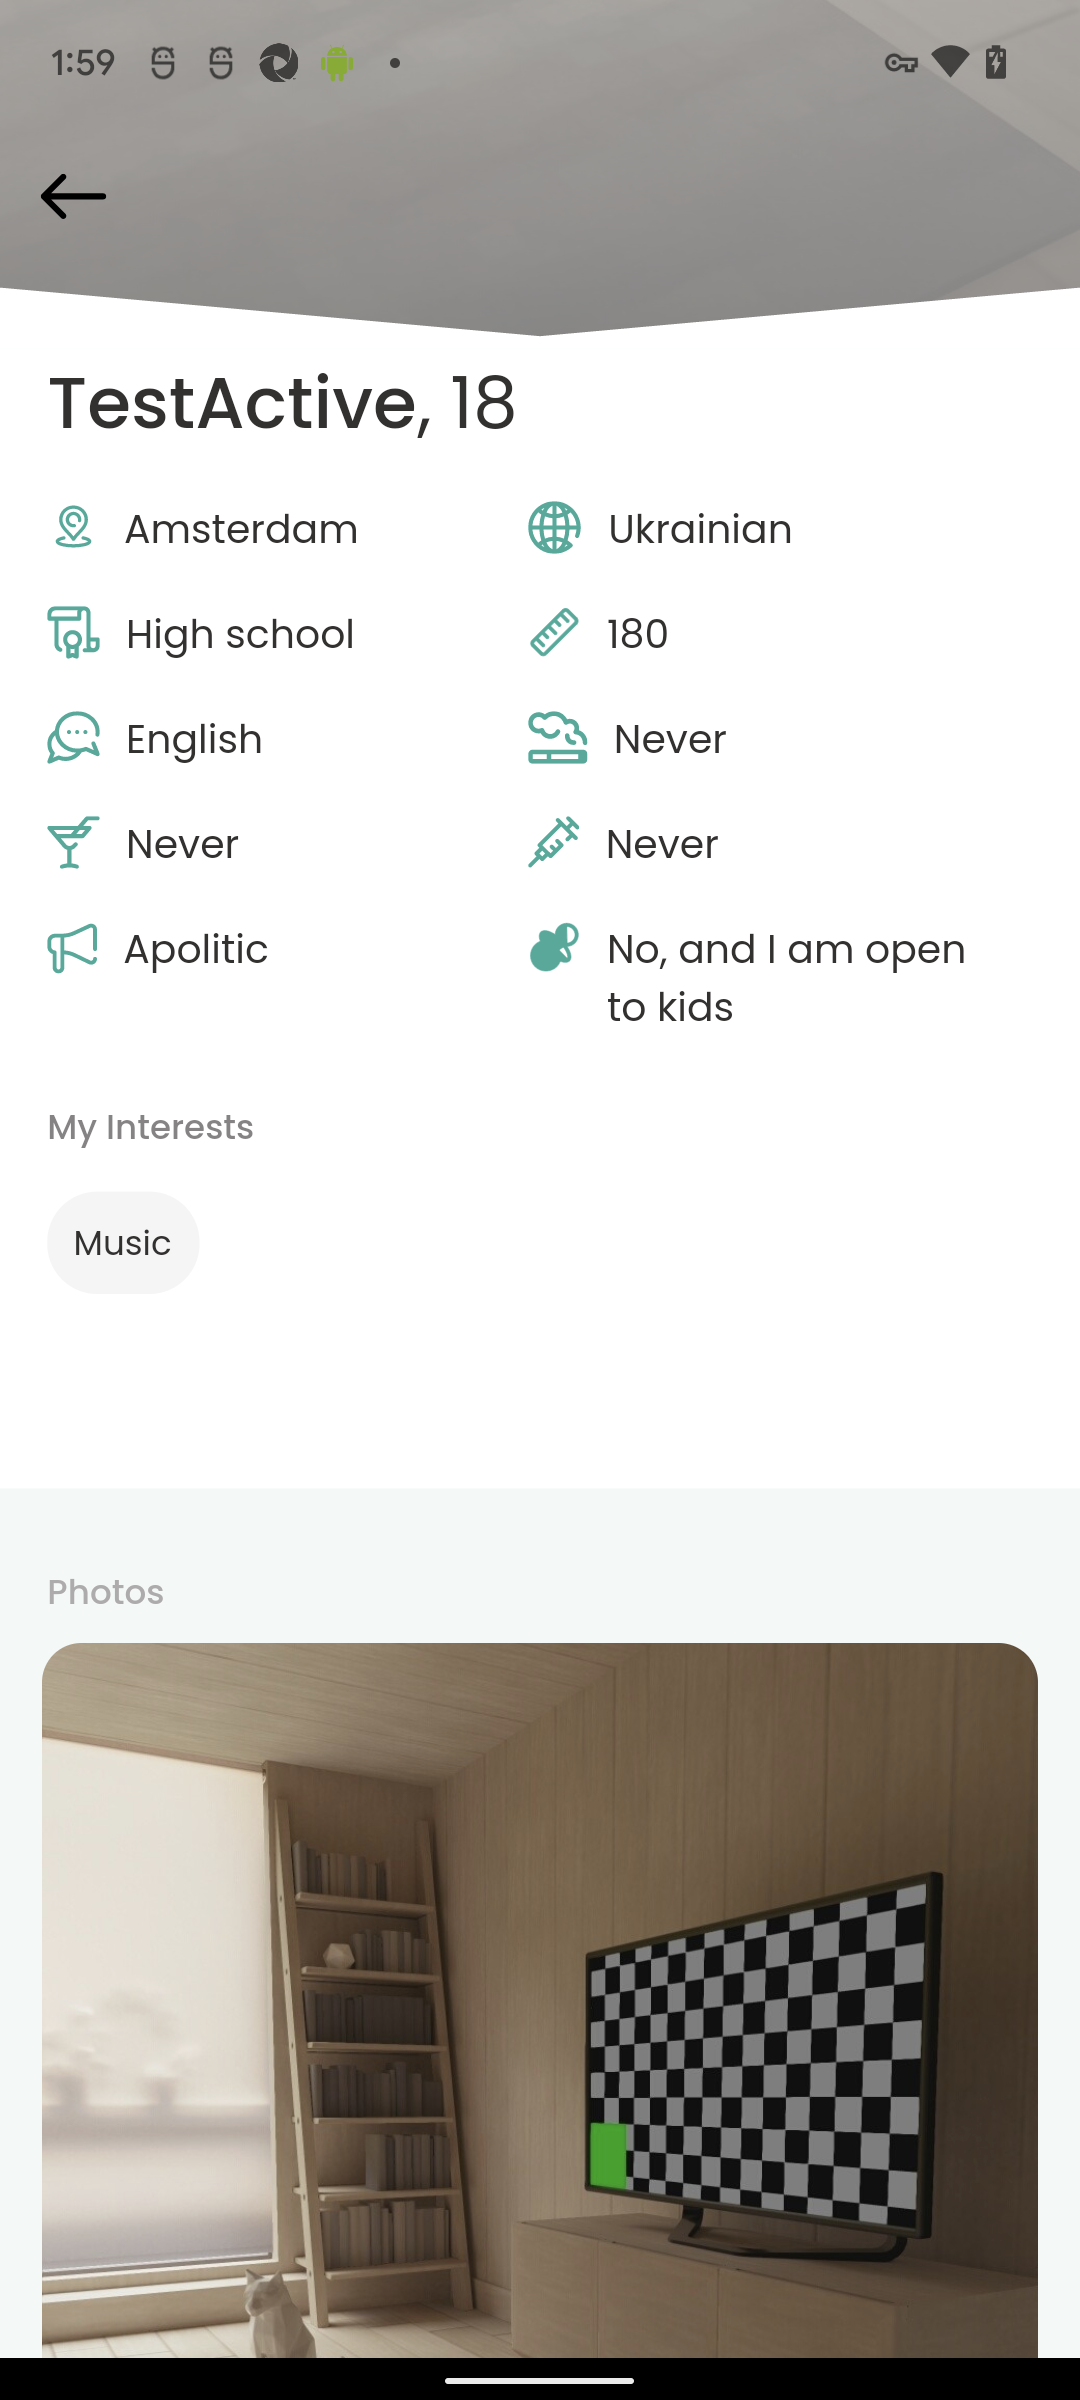 1:59
TestActive, 18
Amsterdam
Ukrainian
High school
180
English
Never
Never
Never
Apolitic
No, and I am open
to kids
My Interests
Music
Photos